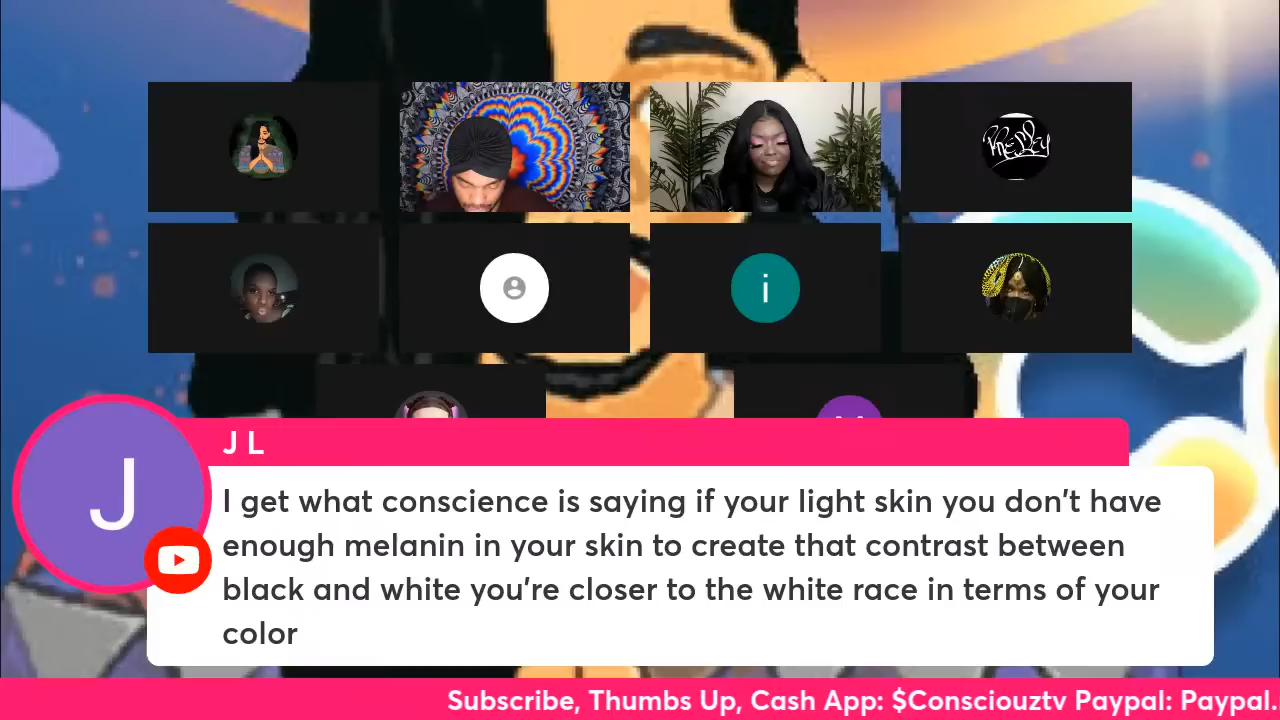 KREDLEY
i
J L
J
I get what conscience is saying if your light skin you don't have
enough melanin in your skin to create that contrast between
black and white you're closer to the white race in terms of your
color
Subscribe, Thumbs Up, Cash App: $Consciouztv Paypal: Paypal.